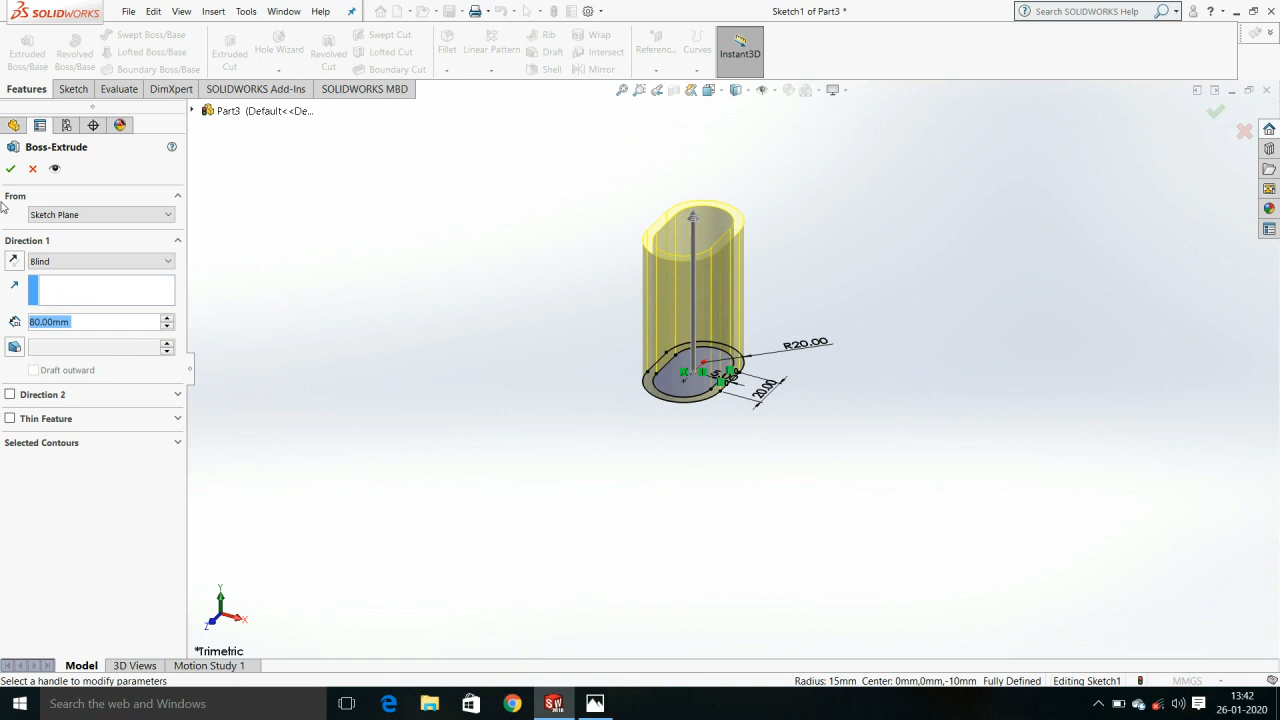 SOLIDWORKS
File Edit View Insert Tools Window Help
Sketch1 of Part3 *
Search SOLIDWORKS Help
Extruded Boss/Base
Revolved Boss/Base
Swept Boss/Base
Lofted Boss/Base
Boundary Boss/Base
Extruded Cut
Hole Wizard
Revolved Cut
Swept Cut
Lofted Cut
Boundary Cut
Fillet
Linear Pattern
Rib
Draft
Shell
Wrap
Intersect
Mirror
Referenc...
Curves
Instant3D
Features Sketch Evaluate DimXpert SOLIDWORKS Add-Ins SOLIDWORKS MBD
Part3 (Default<<De...
Boss-Extrude
From
Sketch Plane
Direction 1
Blind
80.00mm
Draft outward
Direction 2
Thin Feature
Selected Contours
R20.00
20.00
Y
X
Z
*Trimetric
Model 3D Views Motion Study 1
Select a handle to modify parameters
Radius: 15mm Center: 0mm,0mm,-10mm Fully Defined Editing Sketch1 MMGS
Search the web and Windows
SW
2016
13:42
26-01-2020